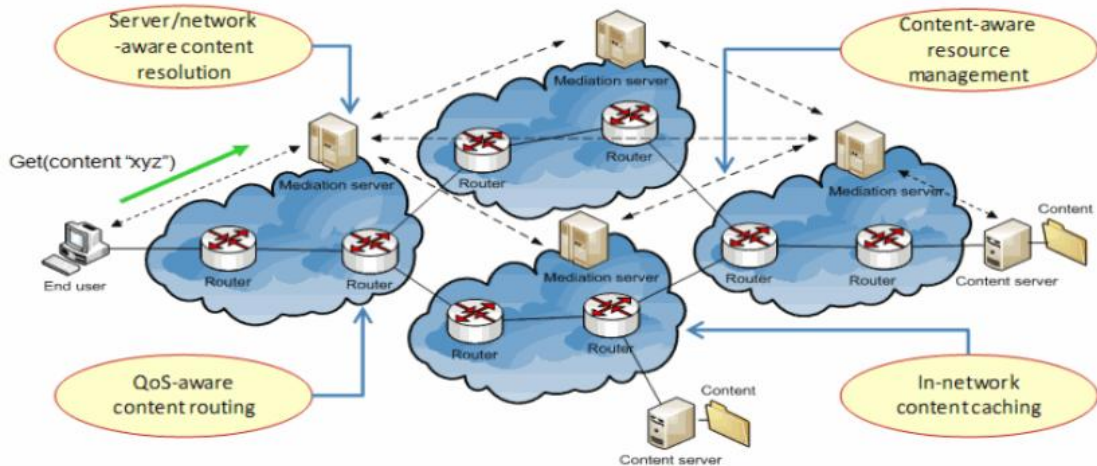 Server/network
-aware content
resolution
Mediation server
Content-aware
resource
management
Get(content "xyz")
Router
Router
Mediation server
Mediation server
Content
Mediation server
Router
Router
Router
Router
Content server
End user
Router
Router
QoS-aware
content routing
Content
Content server
In-network
content caching